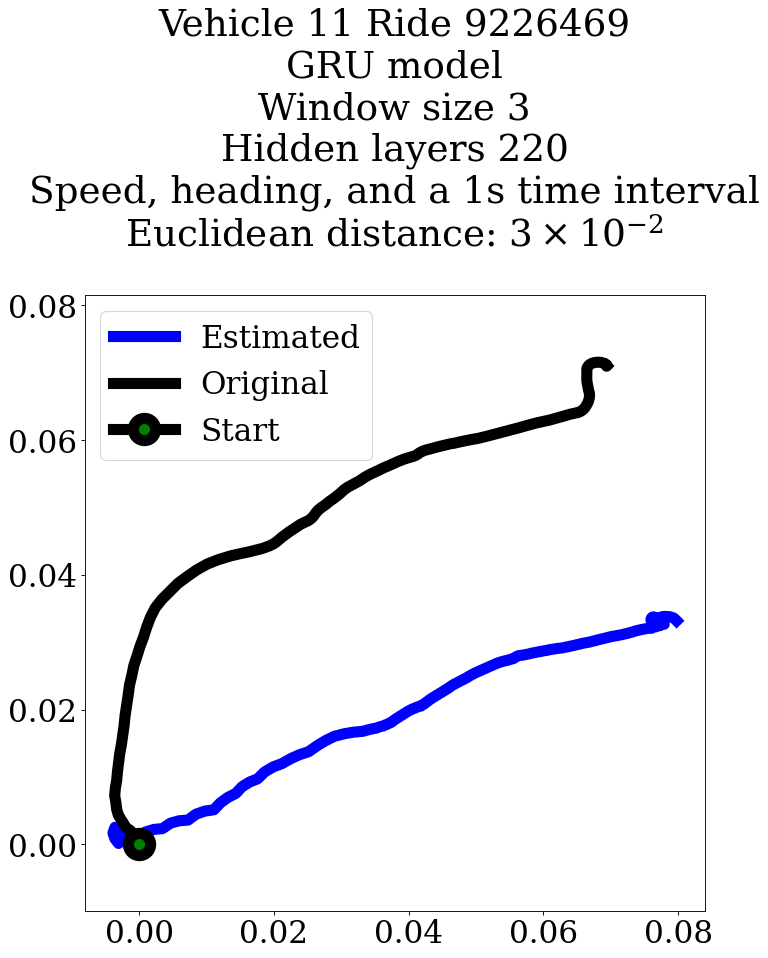 Vehicle 11 Ride 9226469
GRU model
Window size 3
Hidden layers 220
Speed, heading, and a 1s time interval
Euclidean distance: 3 × 10⁻²
0.08
0.06
0.04
0.02
0.00
Estimated
Original
Start
0.00 0.02 0.04 0.06 0.08